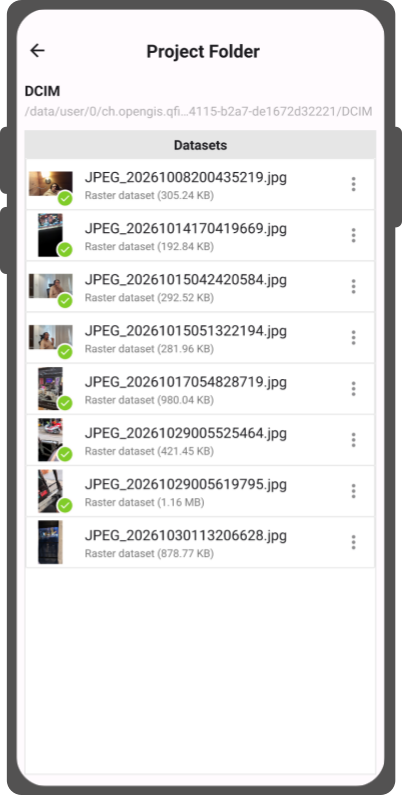 Project Folder
DCIM
/data/user/0/ch.opengis.qfi…4115-b2a7-de1672d32221/DCIM
Datasets
JPEG_20261008200435219.jpg
Raster dataset (305.24 KB)
JPEG_20261014170419669.jpg
Raster dataset (192.84 KB)
JPEG_20261015042420584.jpg
Raster dataset (292.52 KB)
JPEG_20261015051322194.jpg
Raster dataset (281.96 KB)
JPEG_20261017054828719.jpg
Raster dataset (980.04 KB)
JPEG_20261029005525464.jpg
Raster dataset (421.45 KB)
JPEG_20261029005619795.jpg
Raster dataset (1.16 MB)
JPEG_20261030113206628.jpg
Raster dataset (878.77 KB)